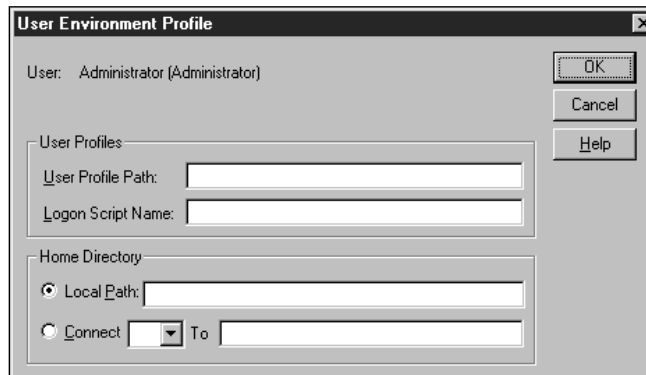 User Environment Profile
User: Administrator (Administrator)
OK
Cancel
Help
User Profiles
User Profile Path:
Logon Script Name:
Home Directory
Local Path:
Connect To